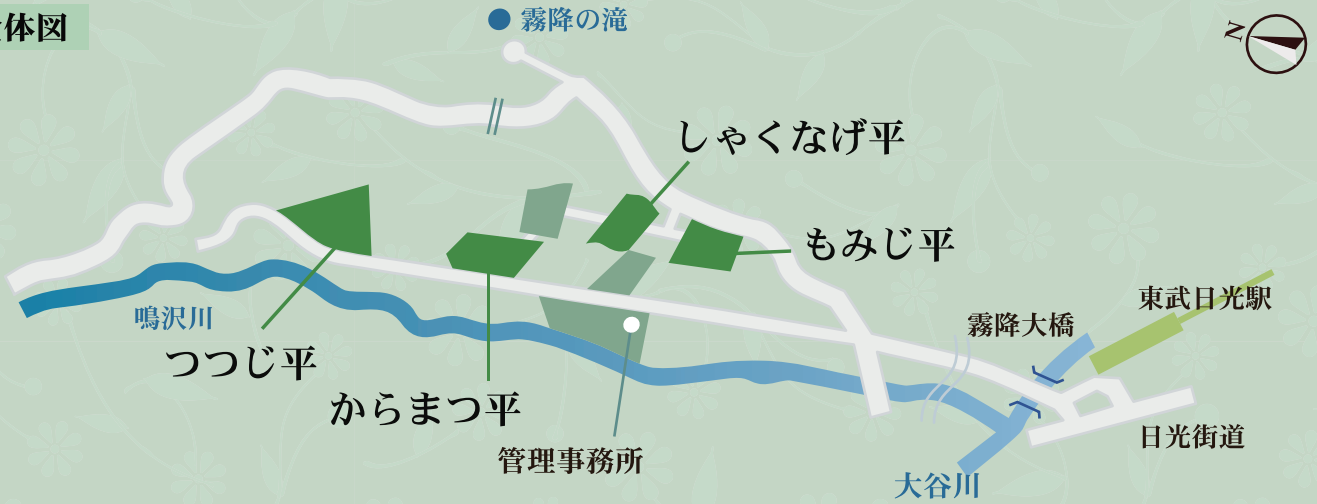 体図
霧降の滝
N
しゃくなげ平
もみじ平
東武日光駅
霧降大橋
鳴沢川
つつじ平
からまつ平
日光街道
管理事務所
大谷川